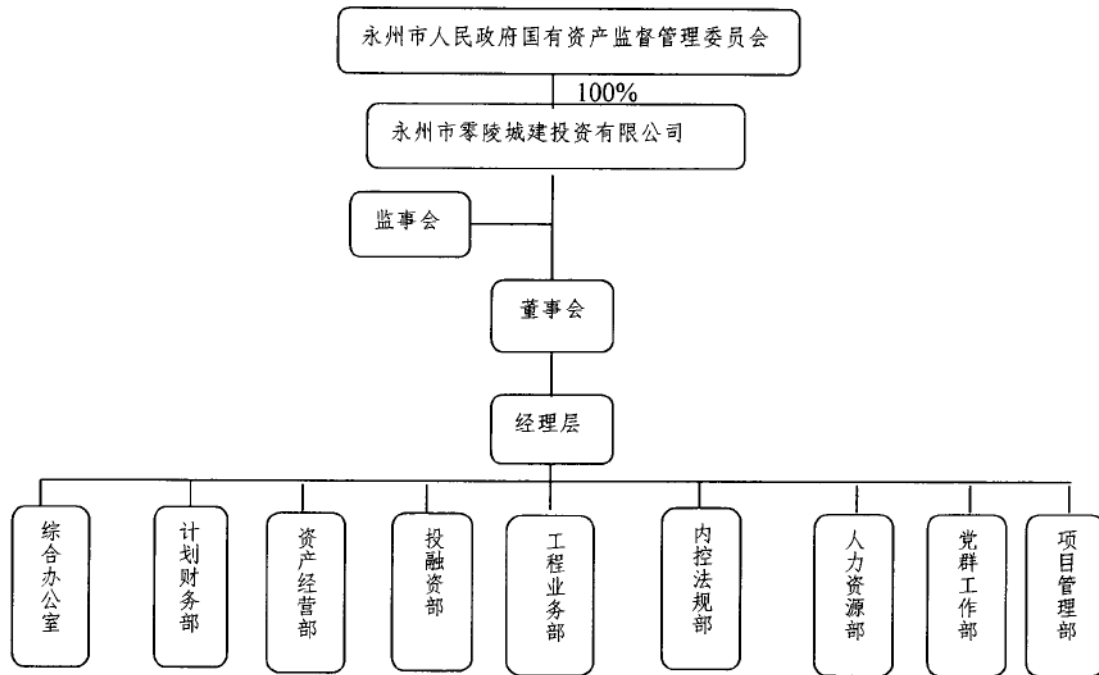 永州市人民政府国有资产监督管理委员会
100%
永州市零陵城建投资有限公司
监事会
董事会
经理层
综合办公室
计划财务部
资产经营部
投融资部
工程业务部
内控法规部
人力资源部
党群工作部
项目管理部